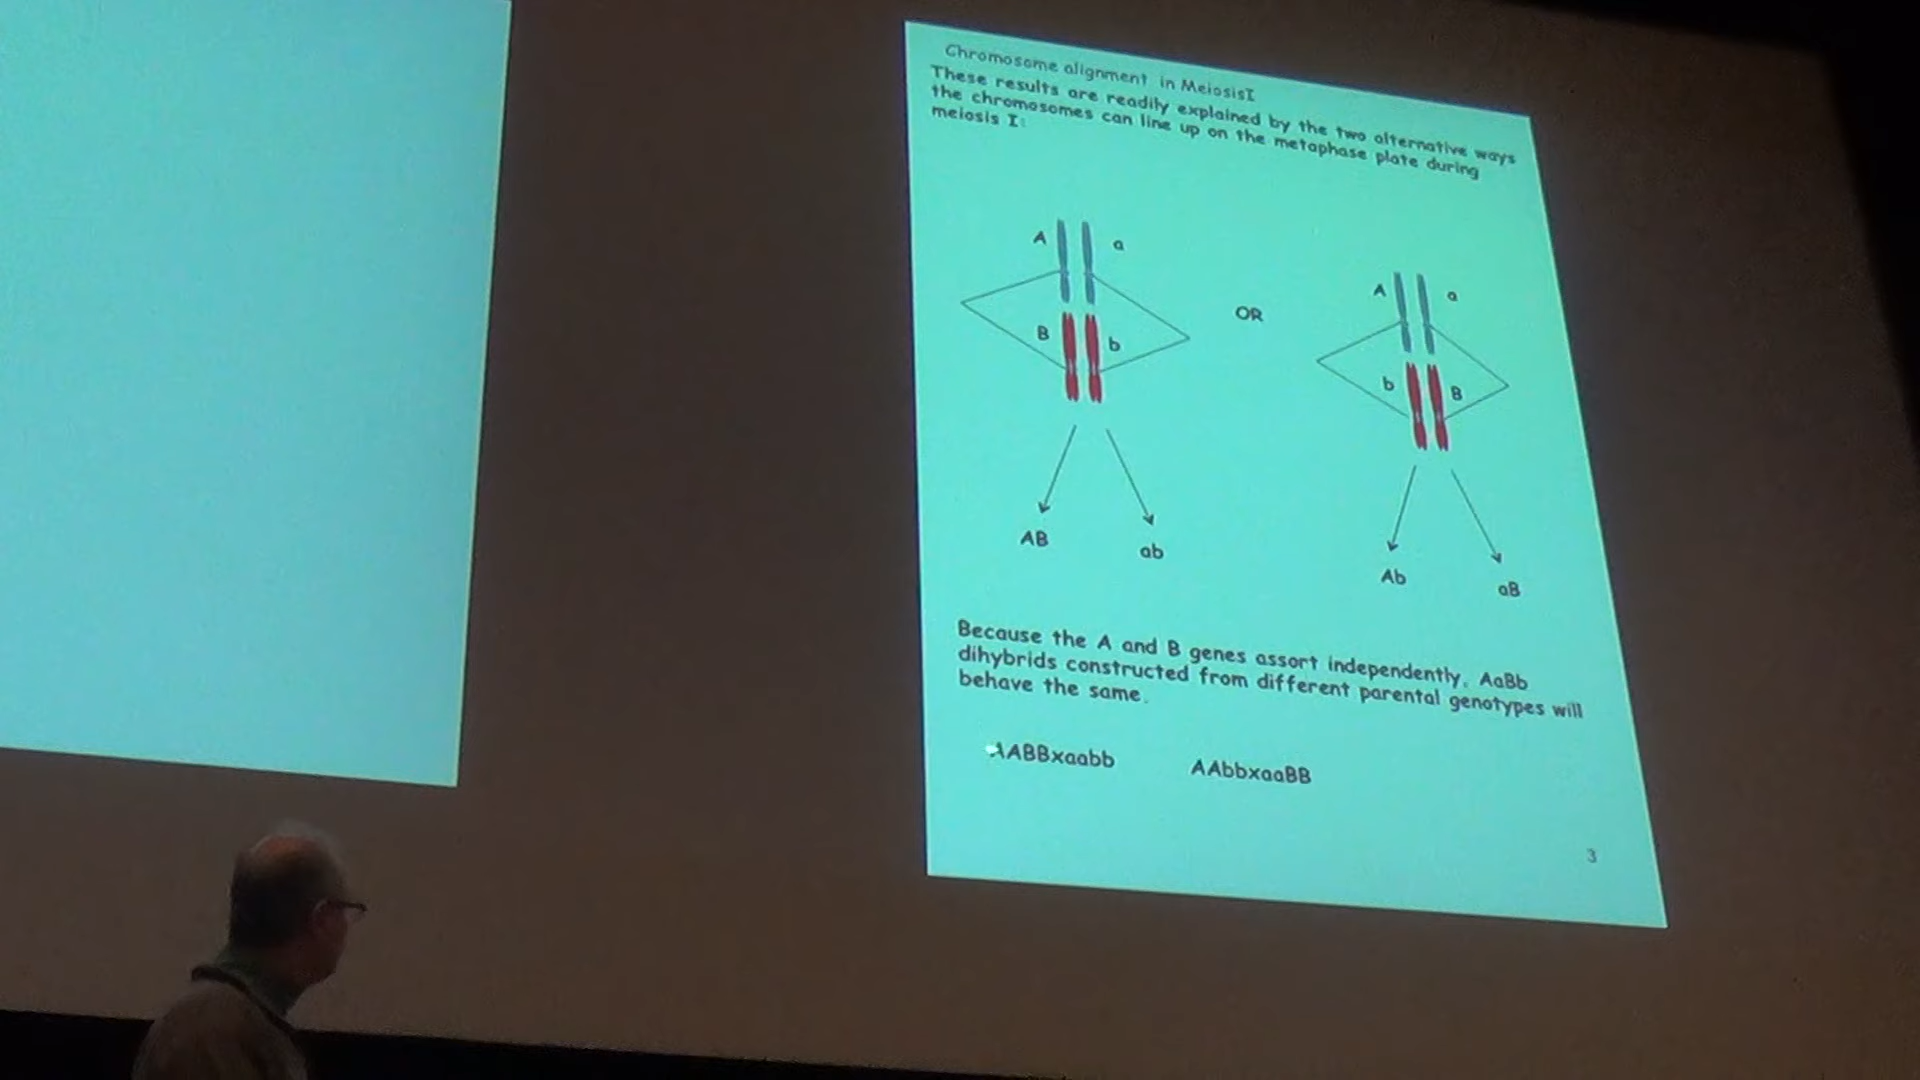 Chromosome alignment in MeiosisI
These results are readily explained by the two alternative ways
the chromosomes can line up on the metaphase plate during
meiosis I:
A a
B b
OR
A a
b B
AB ab
Ab aB
Because the A and B genes assort independently, AaBb
dihybrids constructed from different parental genotypes will
behave the same.
AABBxaabb AAbbxaaBB
3